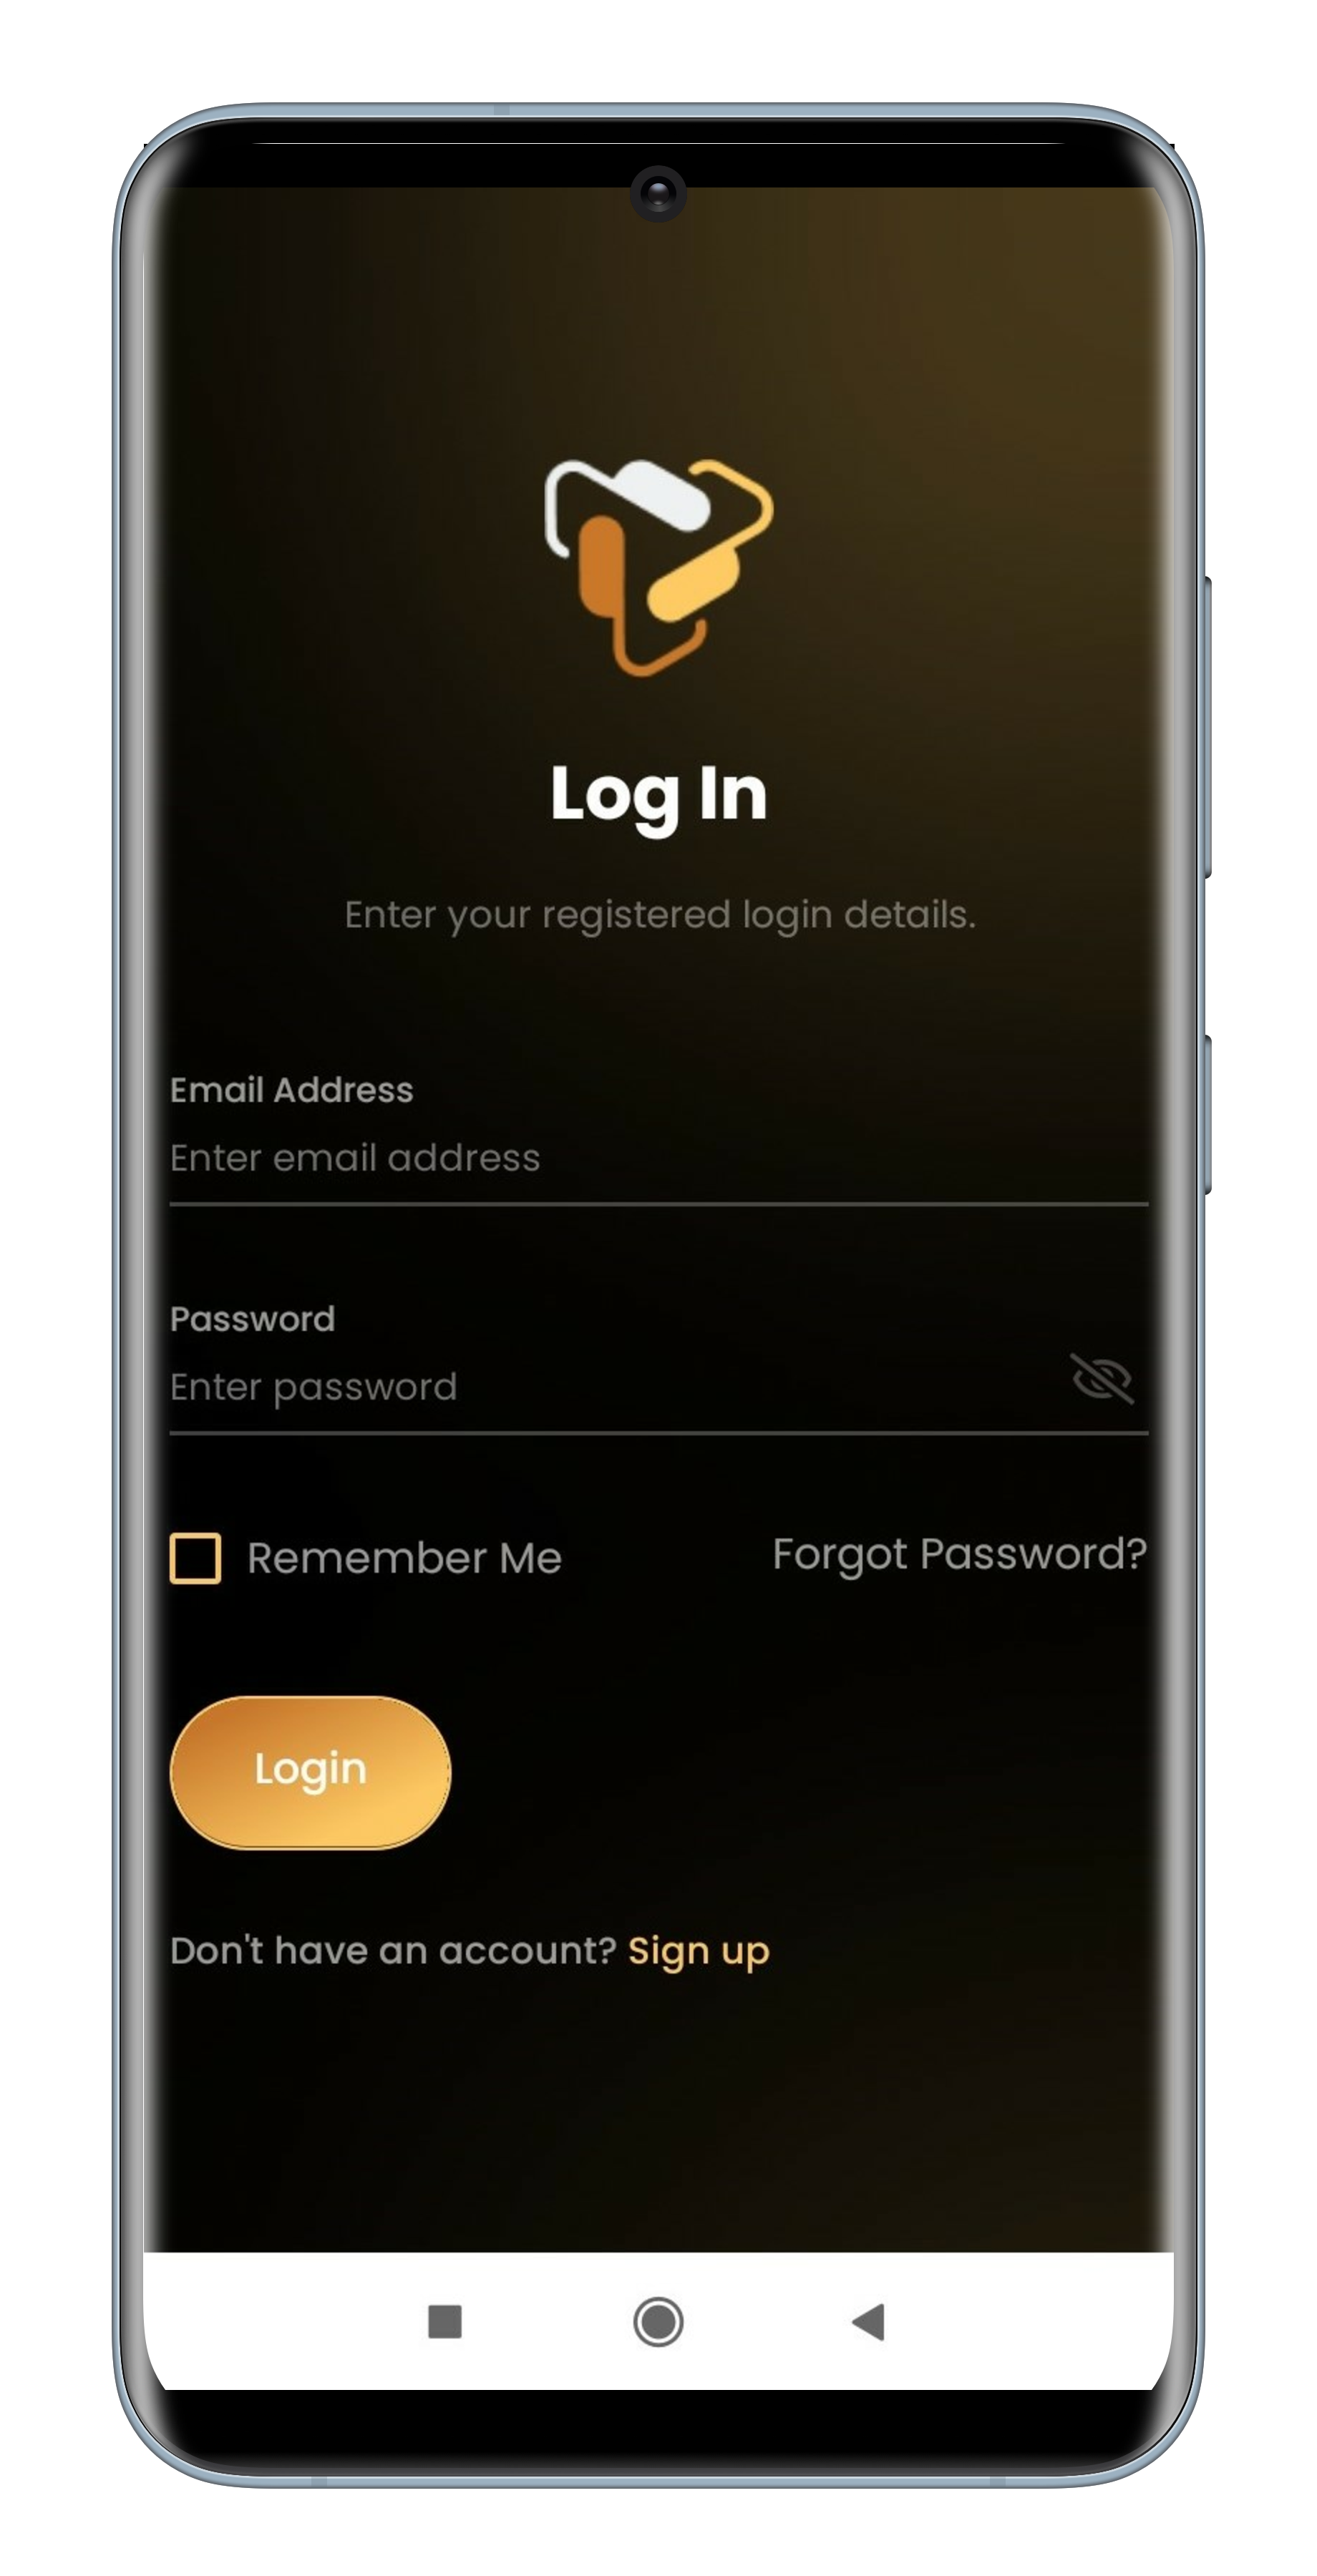 Log In
Enter your registered login details.
Email Address
Enter email address
Password
Enter password
Remember Me Forgot Password?
Login
Don't have an account? Sign up